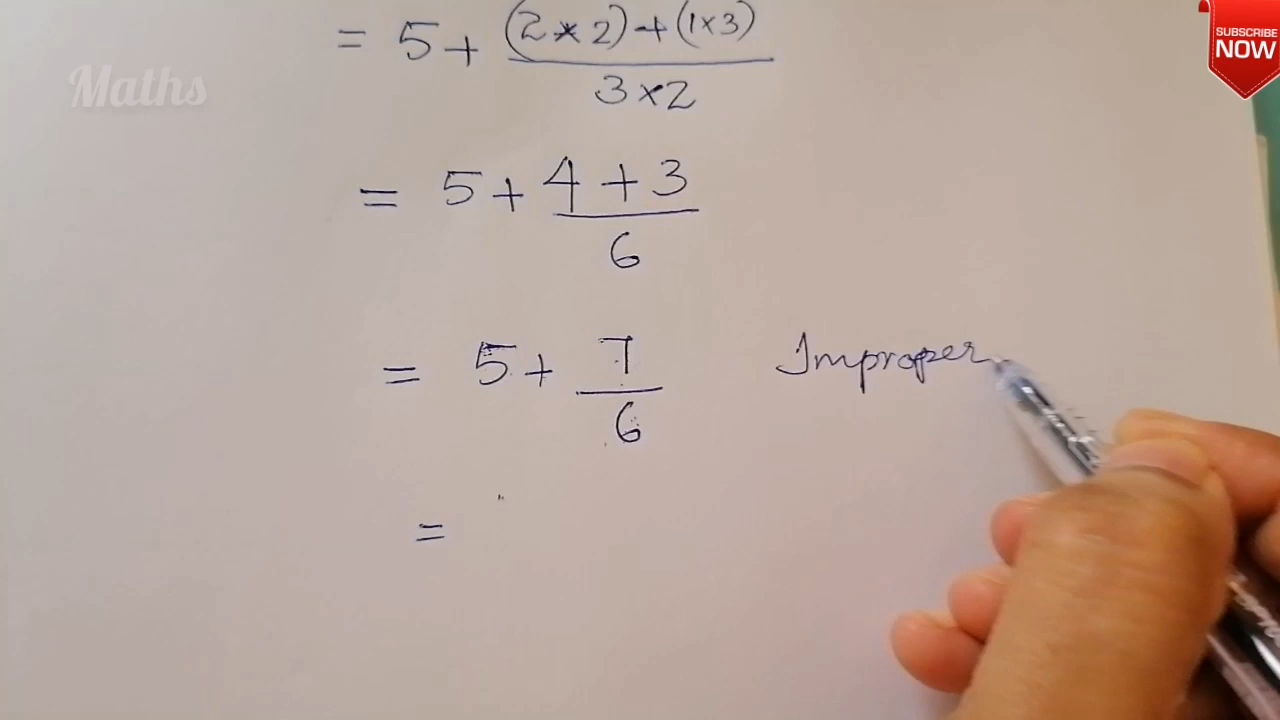 SUBSCRIBE
NOW
Maths
= 5 + (2 × 2) + (1 × 3)
3 × 2
= 5 + 4 + 3
6
= 5 + 7
6
Improper
=